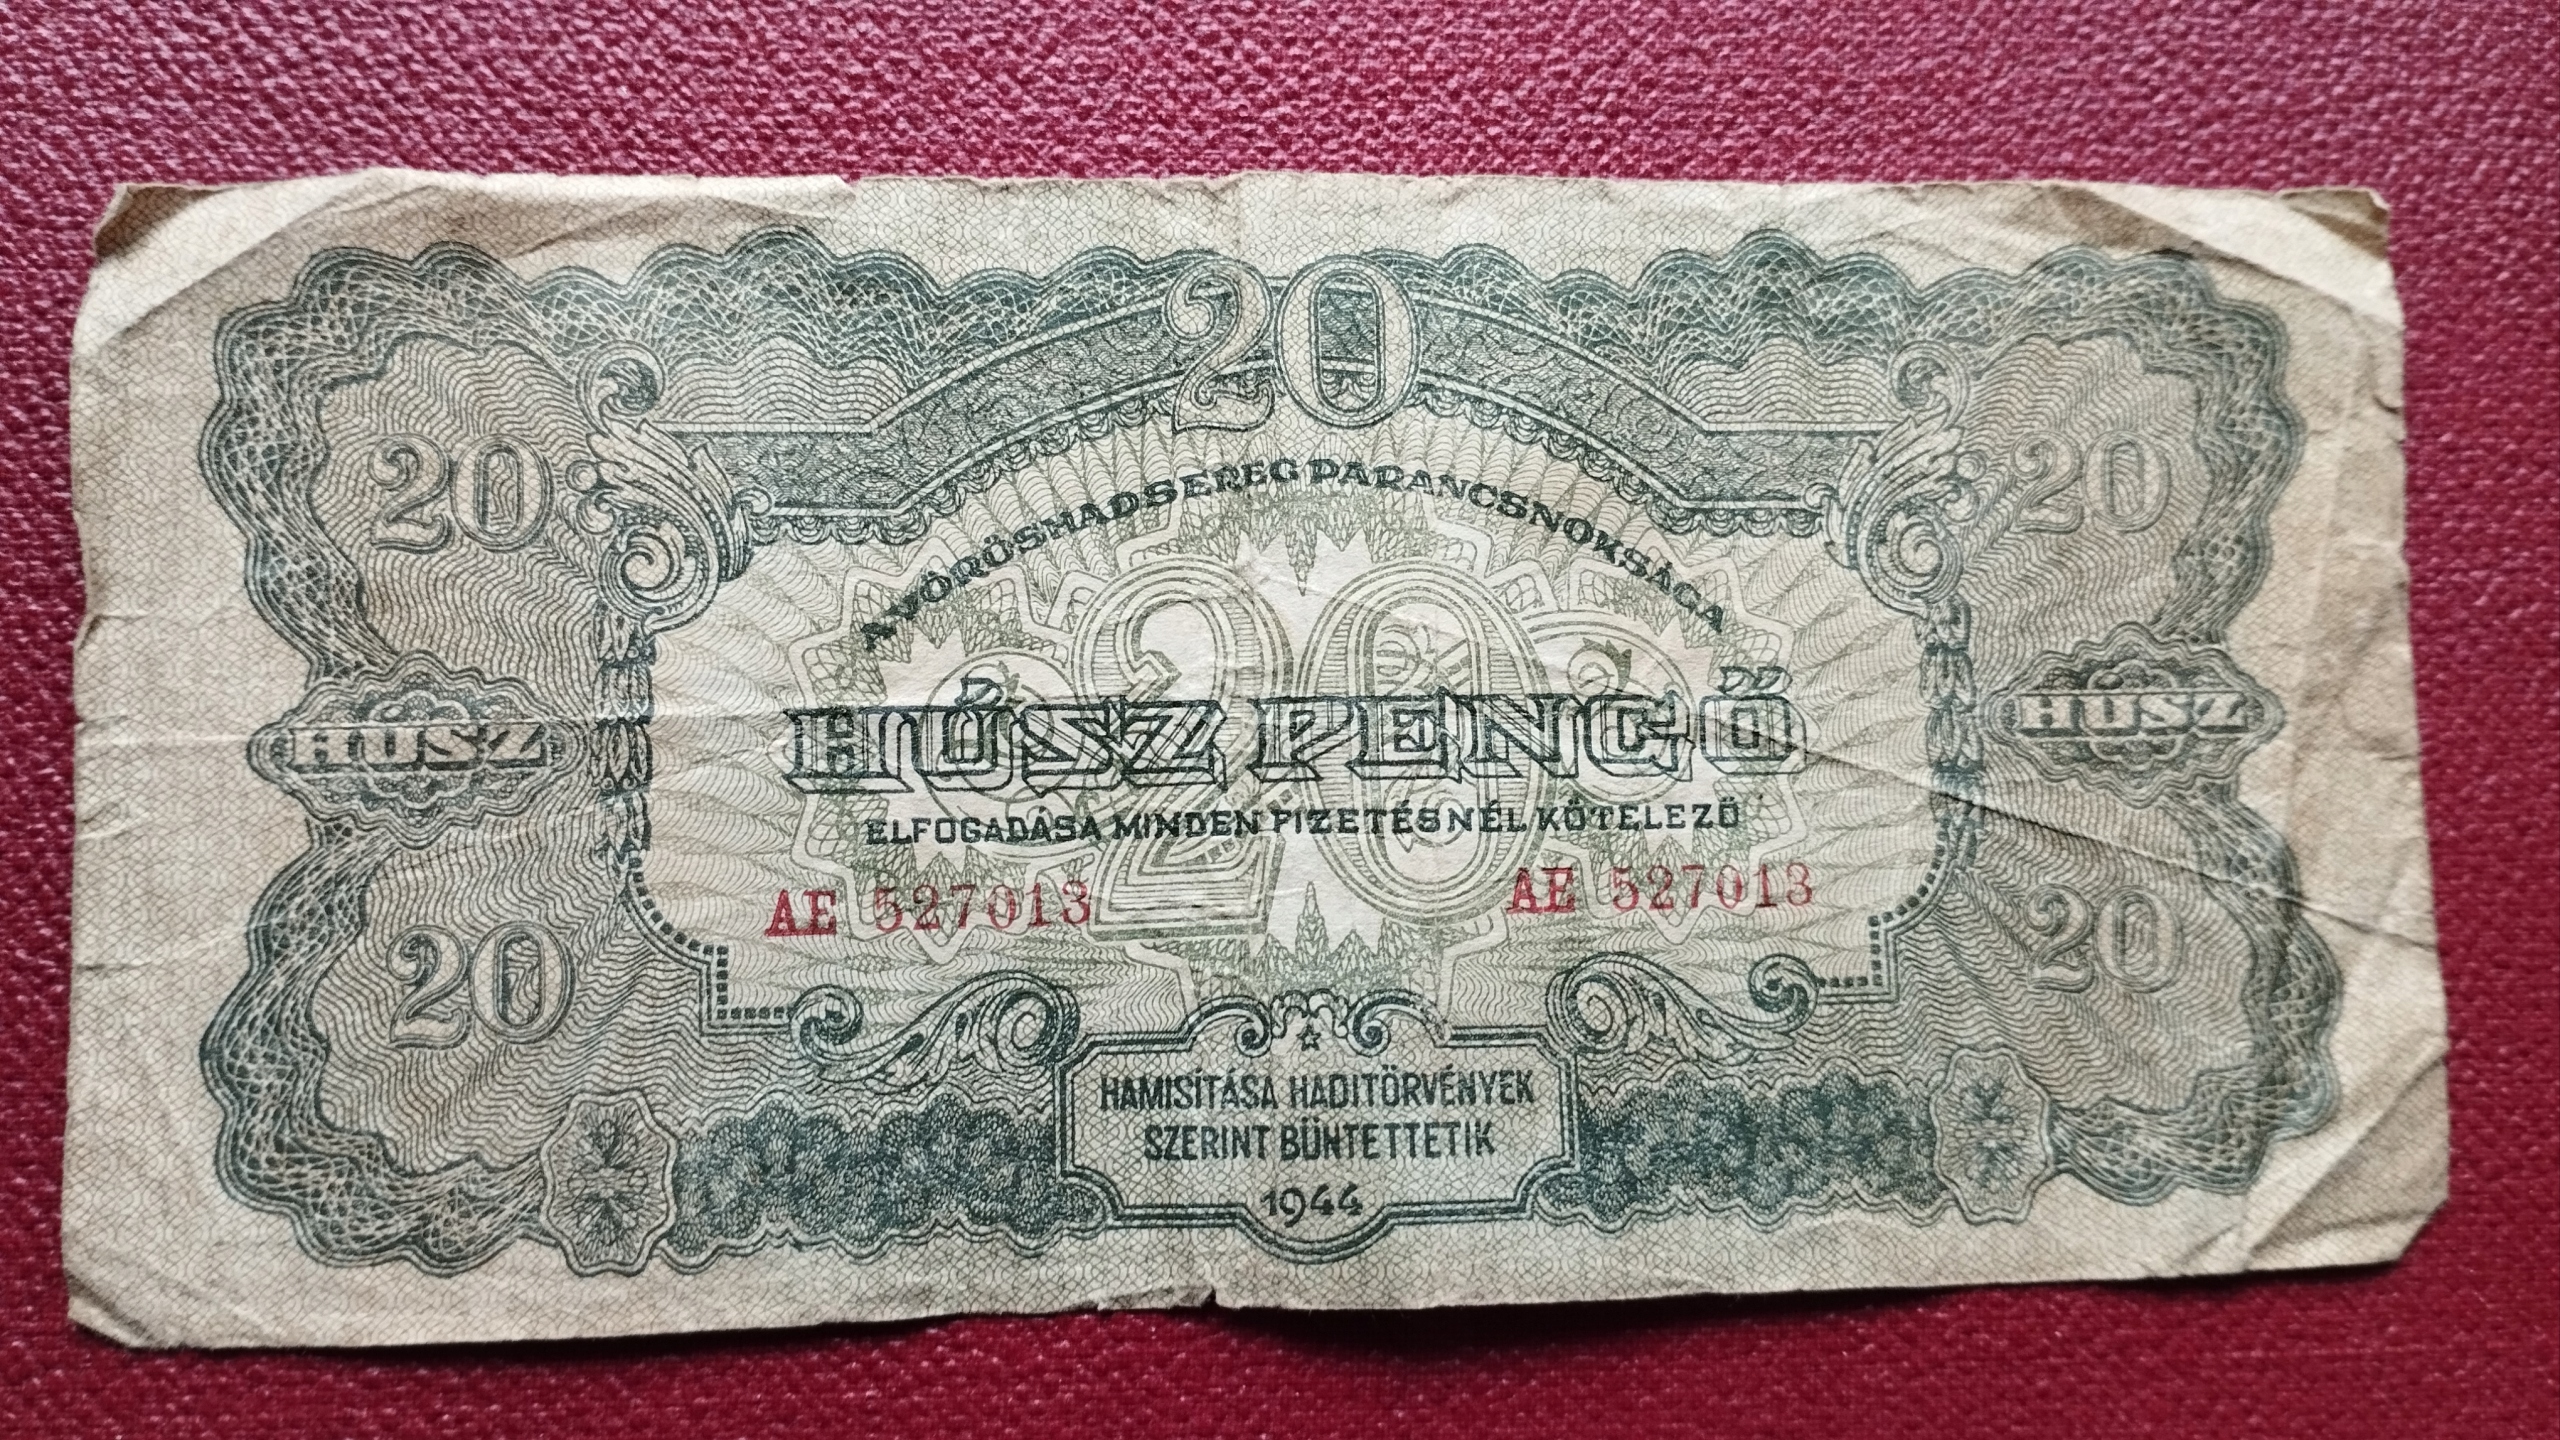 20
20 20
A VÖRÖSHADSEREG PARANCSNOKSÁGA
20
HÚSZ HÚSZ PENGŐ HÚSZ
ELFOGADÁSA MINDEN FIZETÉSNÉL KÖTELEZŐ
AE 527013 AE 527013
20 20
HAMISÍTÁSA HADITÖRVÉNYEK
SZERINT BÜNTETTETIK
1944